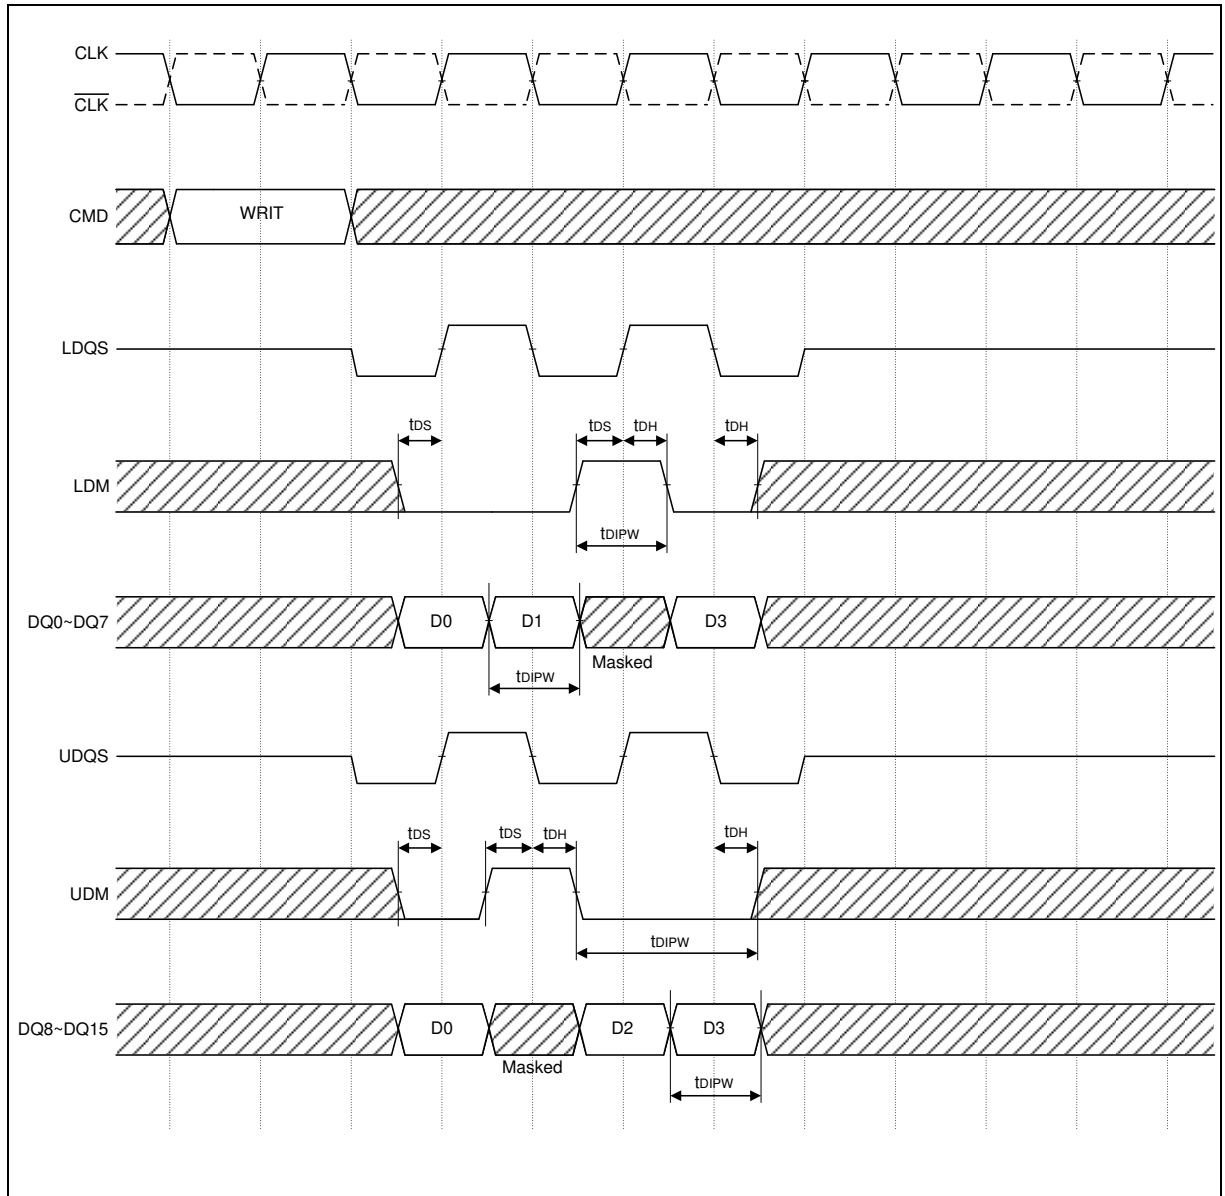 CLK
CLK
CMD
WRIT
LDQS
tDS
tDS
tDH
tDH
LDM
tDIPW
DQ0~DQ7
D0
D1
D3
Masked
tDIPW
UDQS
tDS
tDS
tDH
tDH
UDM
tDIPW
DQ8~DQ15
D0
D2
D3
Masked
tDIPW